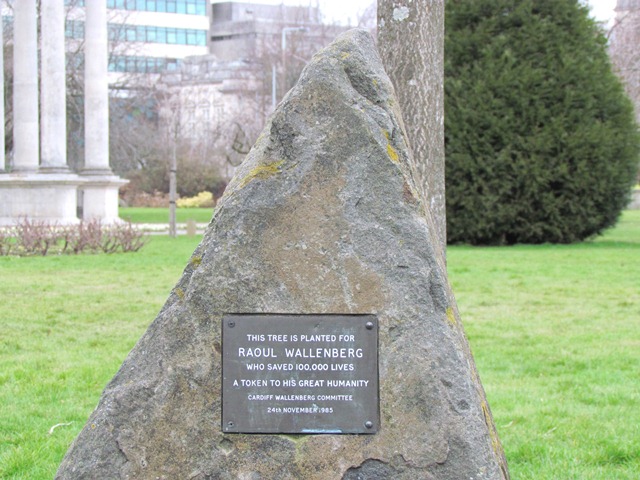 THIS TREE IS PLANTED FOR
RAOUL WALLENBERG
WHO SAVED 100,000 LIVES
A TOKEN TO HIS GREAT HUMANITY
CARDIFF WALLENBERG COMMITTEE
24th NOVEMBER 1985